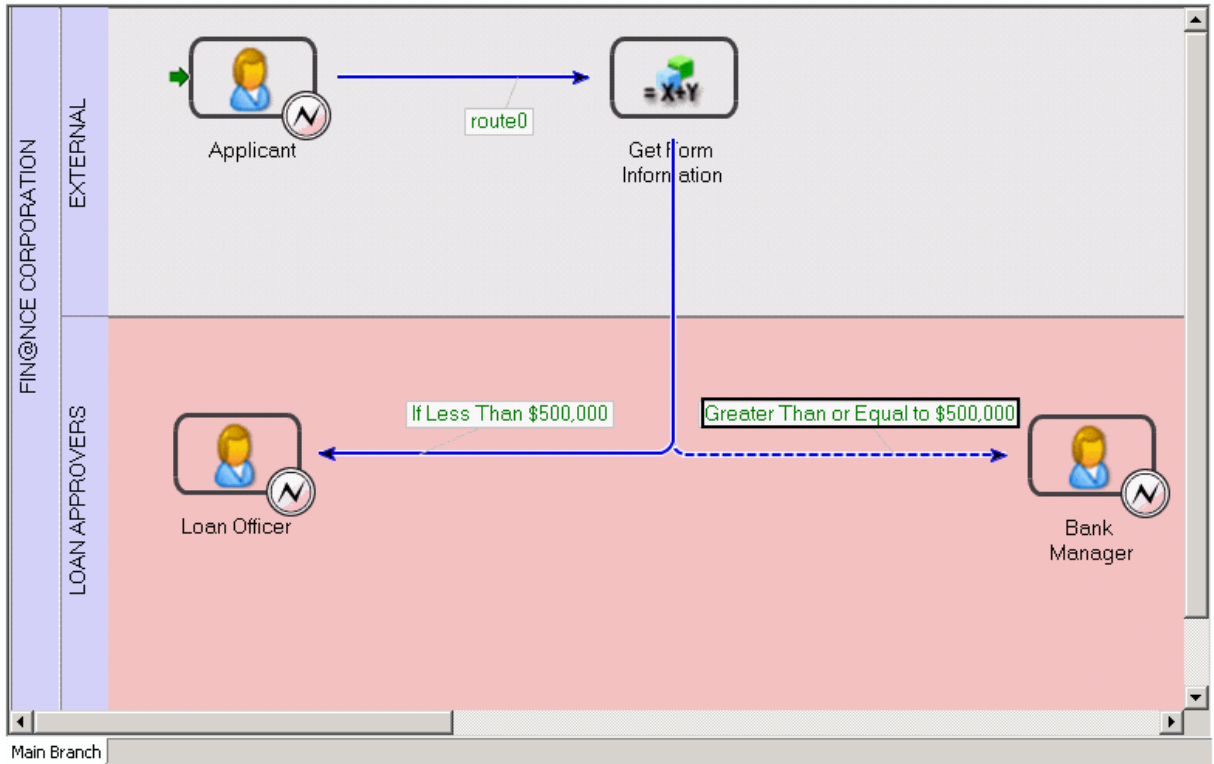 FIN@NCE CORPORATION
EXTERNAL
= X+Y
route0
Applicant
Get Form
Information
LOAN APPROVERS
If Less Than $500,000
Greater Than or Equal to $500,000
Loan Officer
Bank
Manager
Main Branch